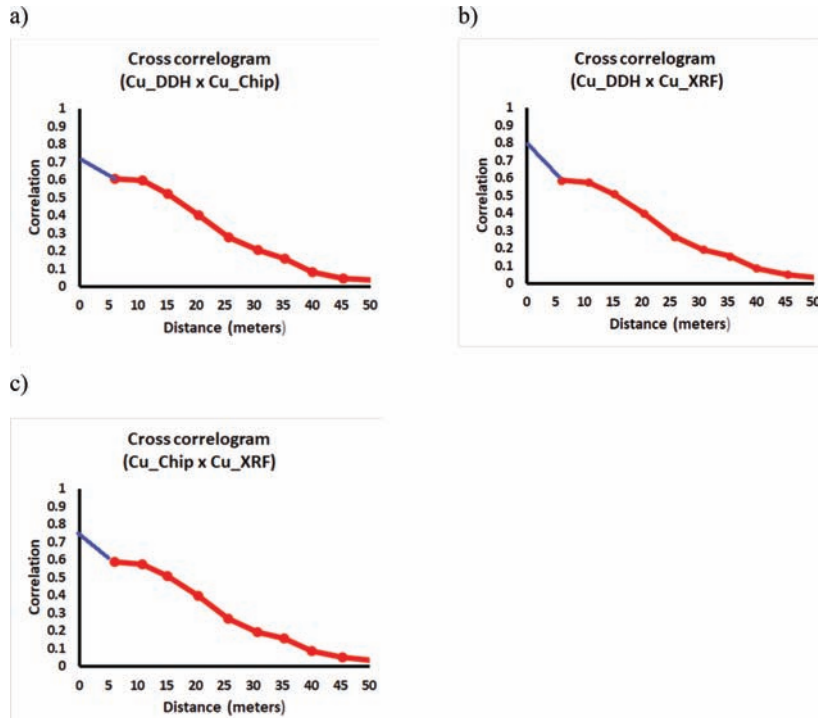 a)
Cross correlogram
(Cu_DDH x Cu_Chip)
1
0.9
0.8
0.7
0.6
0.5
0.4
0.3
0.2
0.1
0
Correlation
0 5 10 15 20 25 30 35 40 45 50
Distance (meters)
b)
Cross correlogram
(Cu_DDH x Cu_XRF)
1
0.9
0.8
0.7
0.6
0.5
0.4
0.3
0.2
0.1
0
Correlation
0 5 10 15 20 25 30 35 40 45 50
Distance (meters)
c)
Cross correlogram
(Cu_Chip x Cu_XRF)
1
0.9
0.8
0.7
0.6
0.5
0.4
0.3
0.2
0.1
0
Correlation
0 5 10 15 20 25 30 35 40 45 50
Distance (meters)